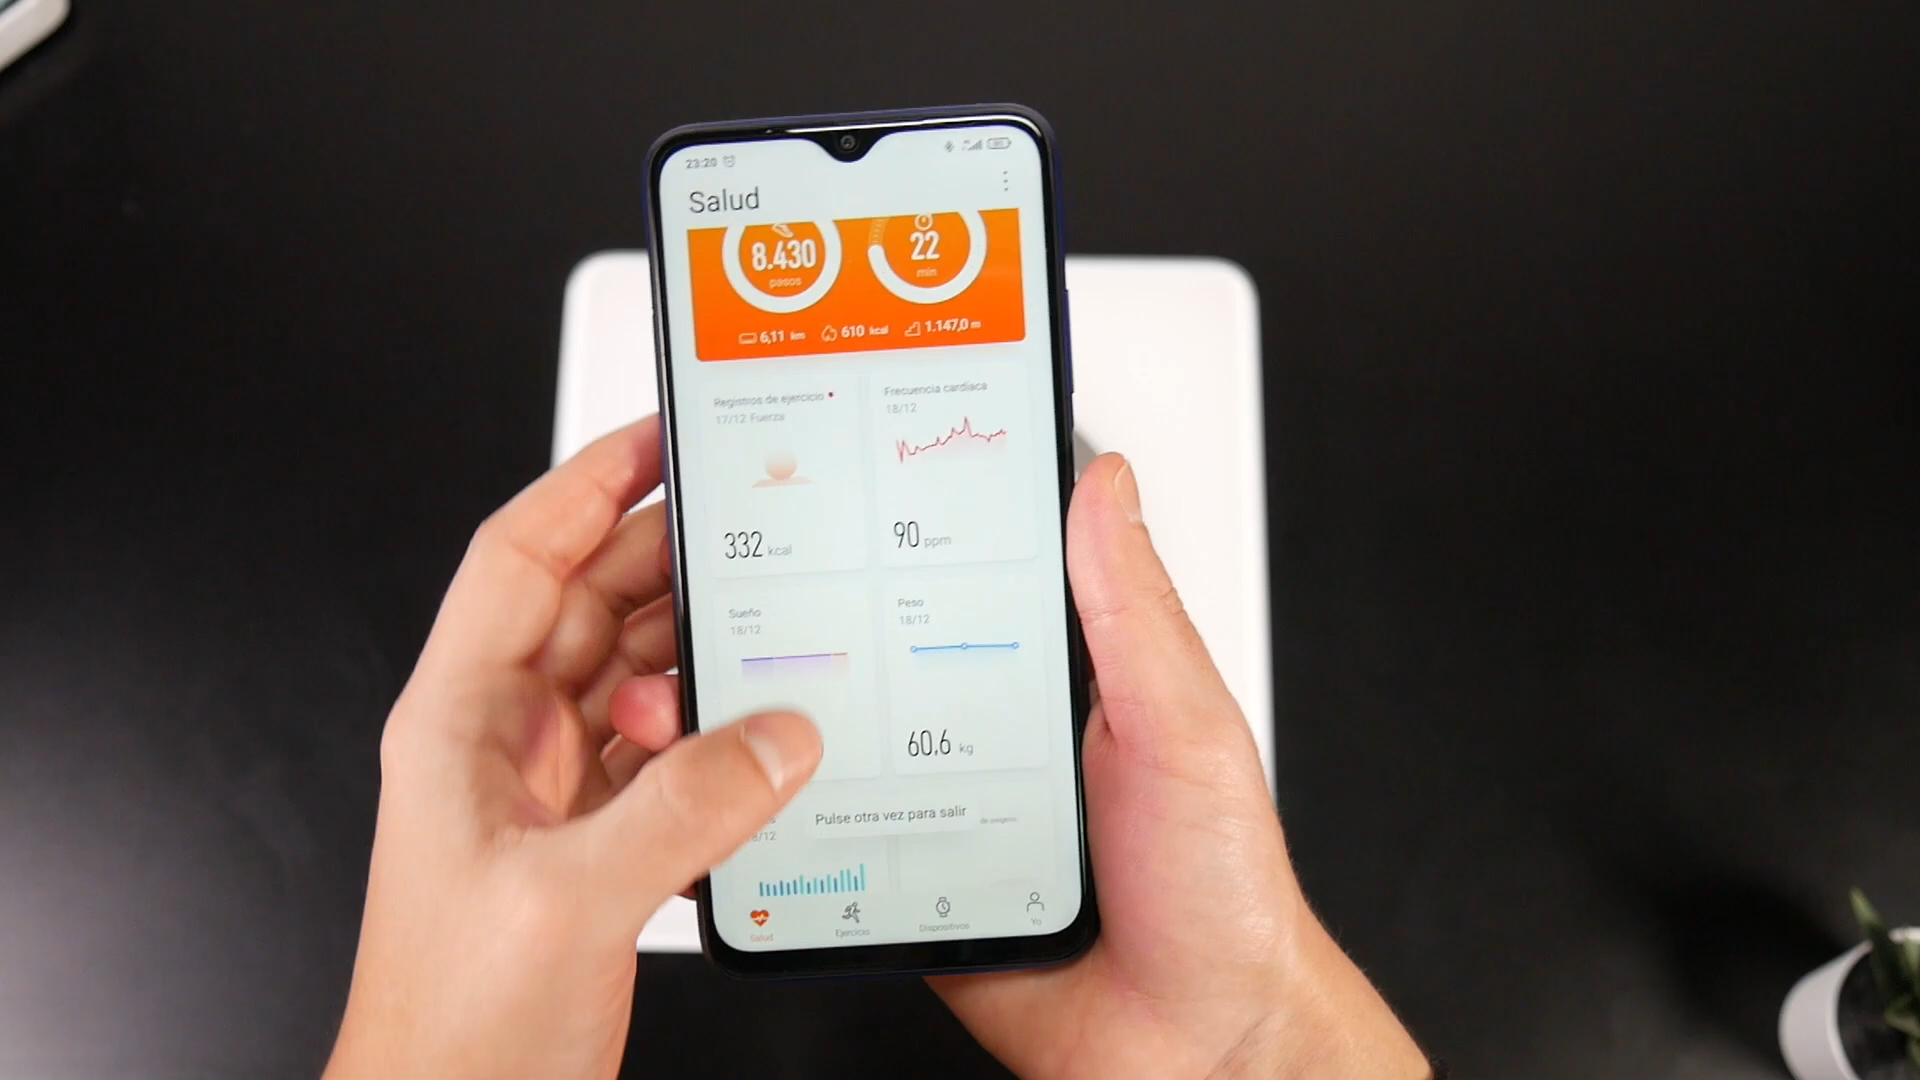 23:20
Salud
8.430
pasos
22
min
6,11 km
610 kcal
1.147,0 m
Registros de ejercicio
17/12 Fuerza
332 kcal
Frecuencia cardíaca
18/12
90 ppm
Sueño
18/12
Peso
18/12
60,6 kg
Pulse otra vez para salir
de oxígeno
Salud
Ejercicio
Dispositivos
Yo